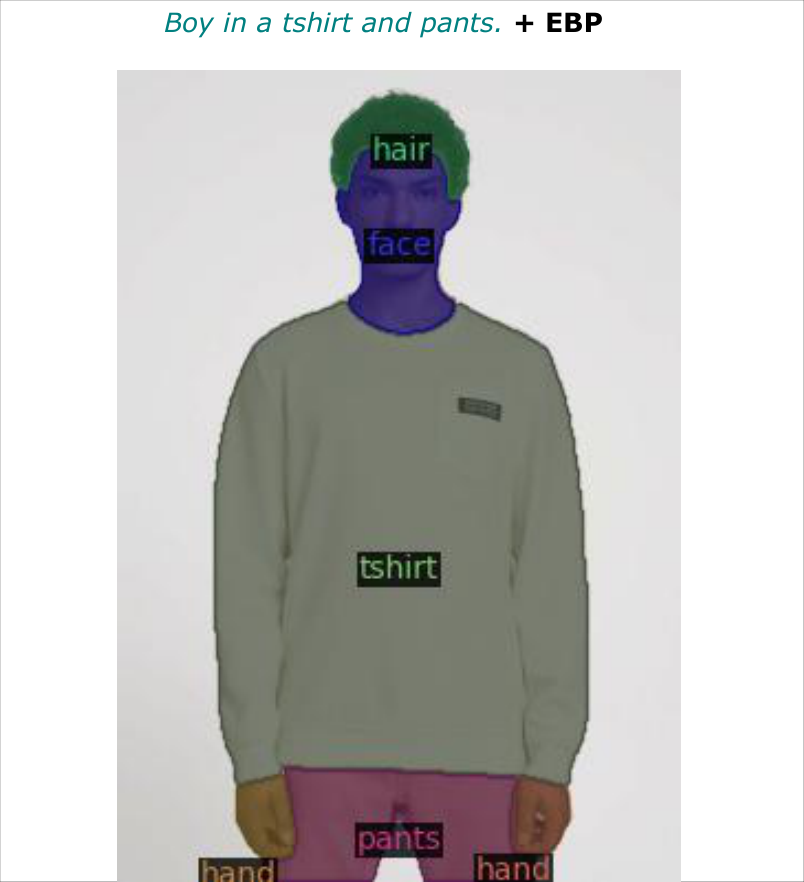 Boy in a tshirt and pants. + EBP
hair
face
tshirt
pants
hand
hand